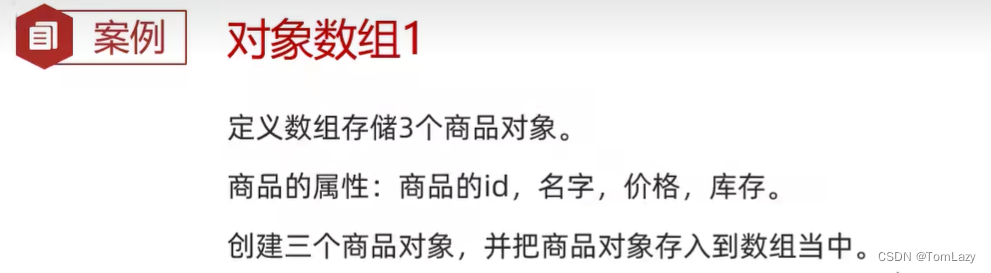 案例 对象数组1
定义数组存储3个商品对象。
商品的属性：商品的id，名字，价格，库存。
创建三个商品对象，并把商品对象存入到数组当中。
CSDN @TomLazy